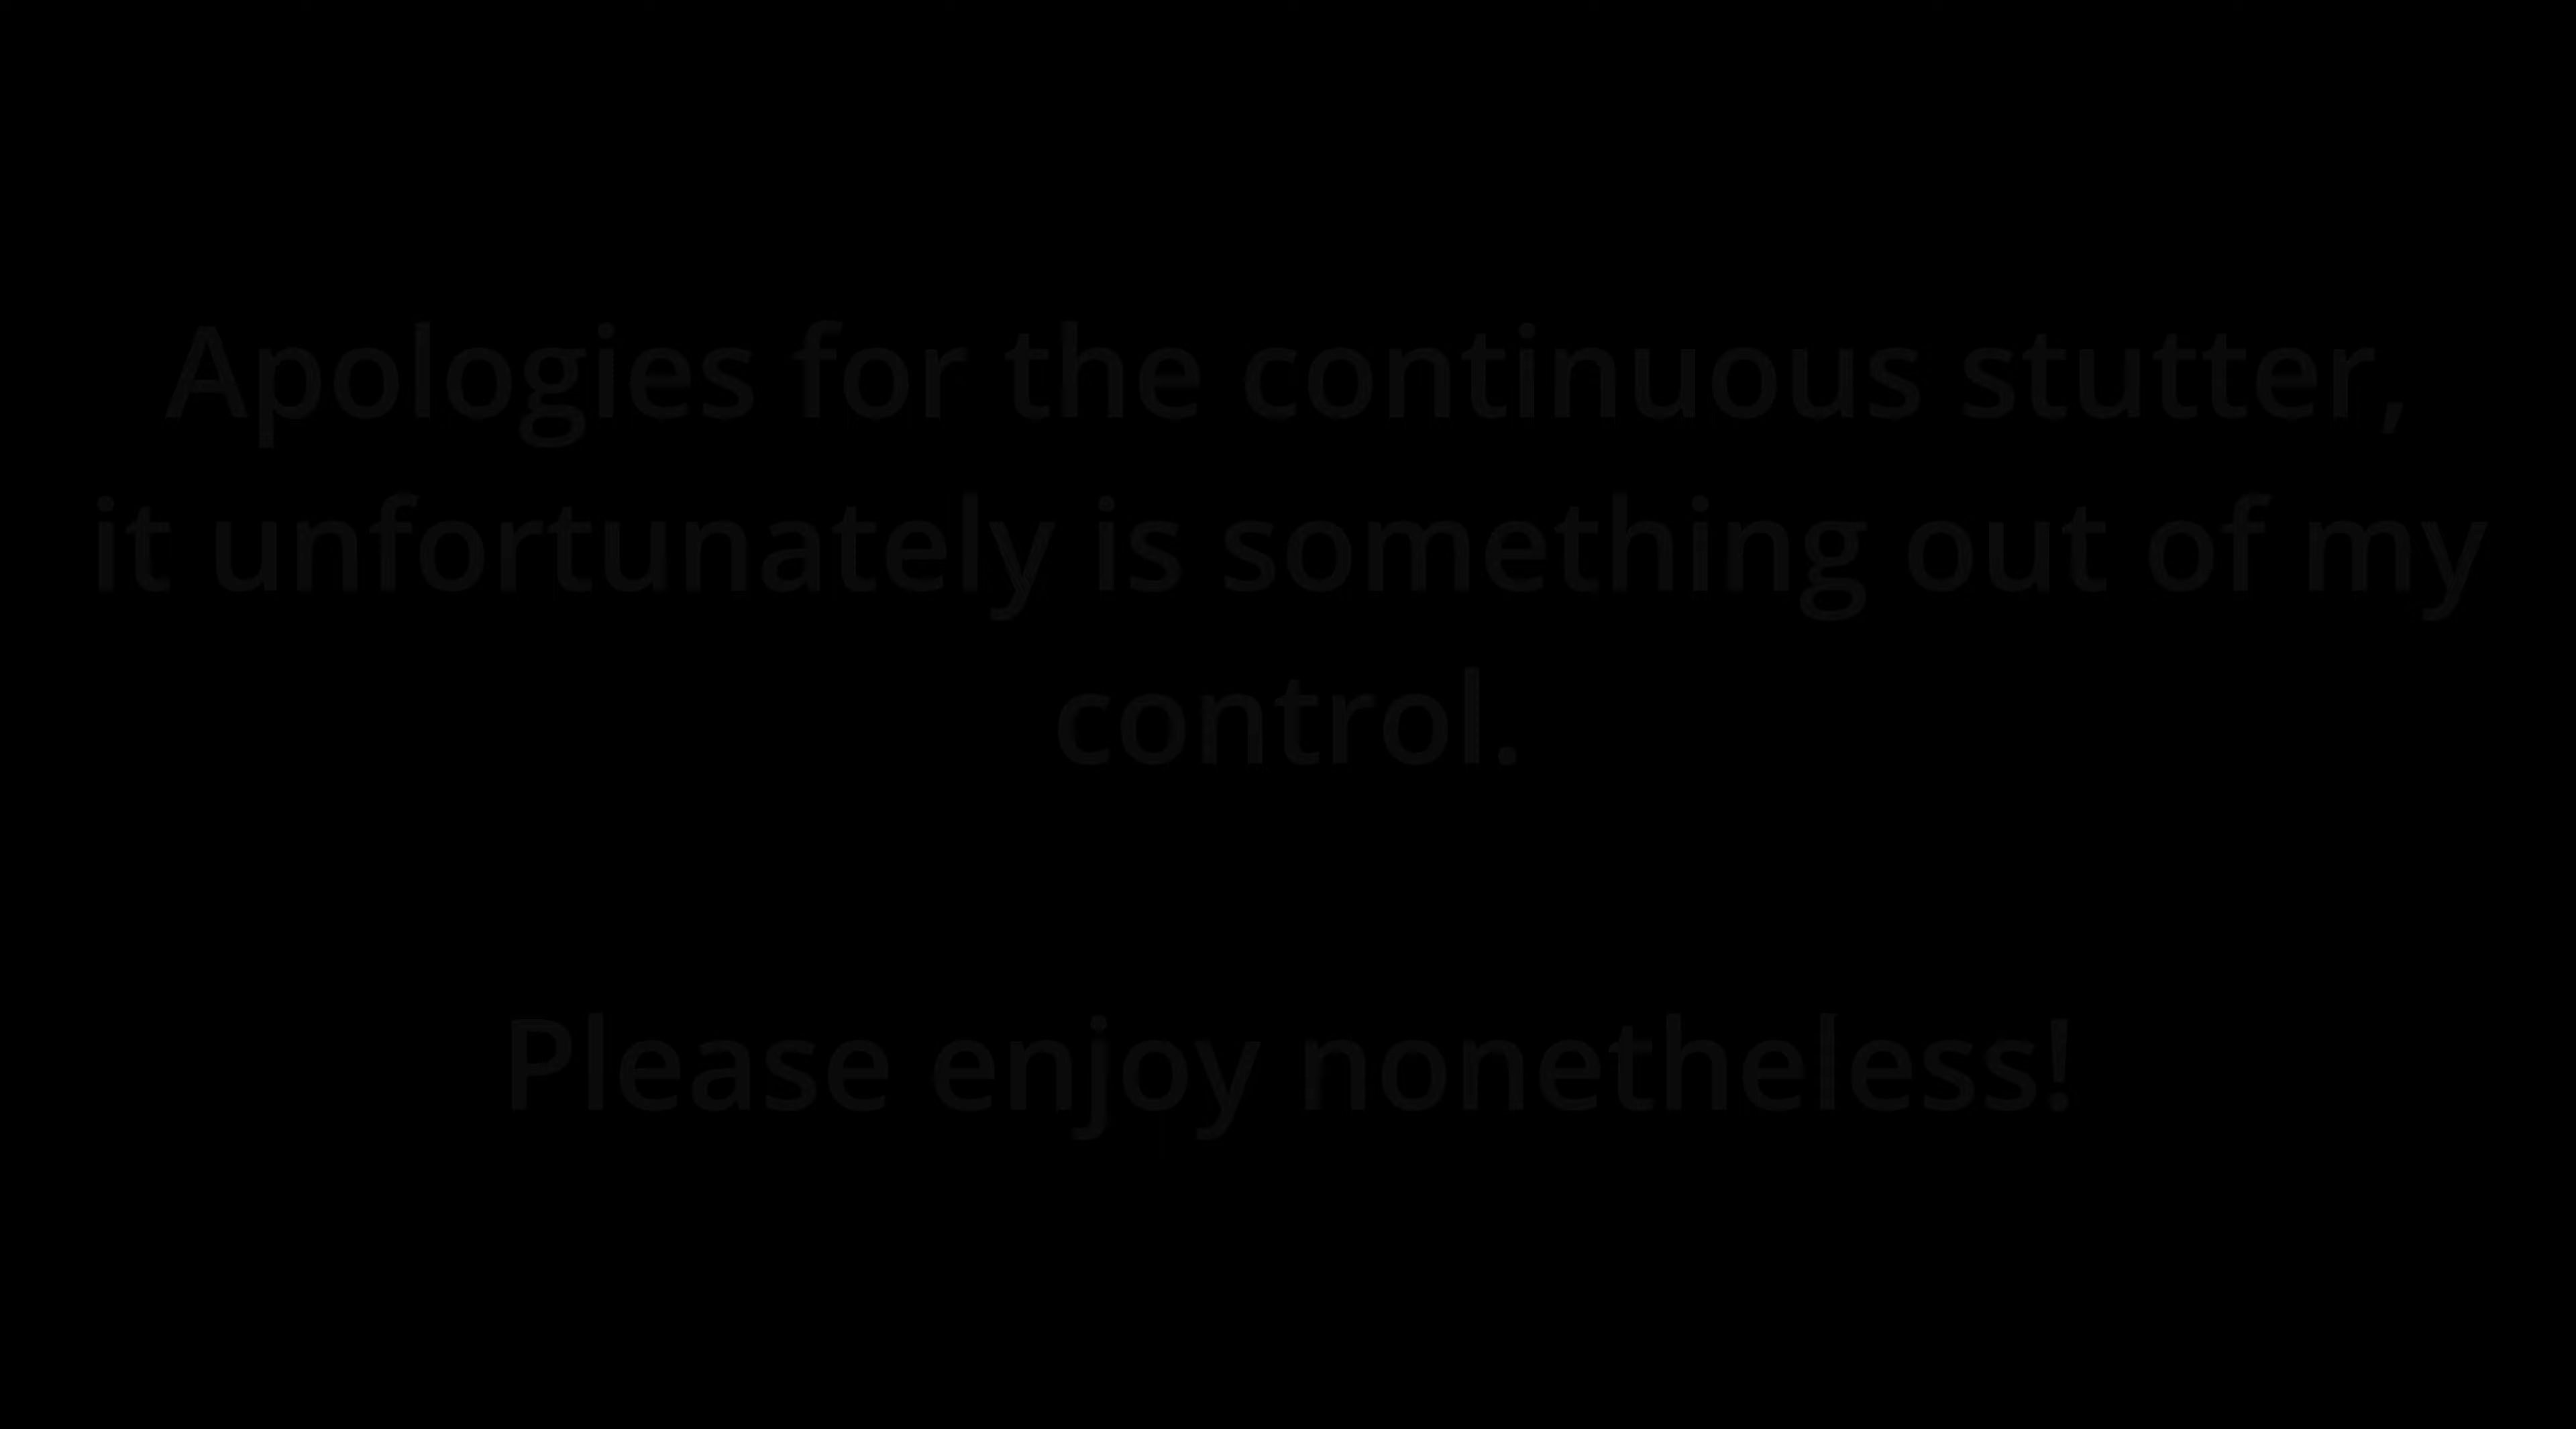 Apologies for the continuous stutter,
it unfortunately is something out of my
control.
Please enjoy nonetheless!